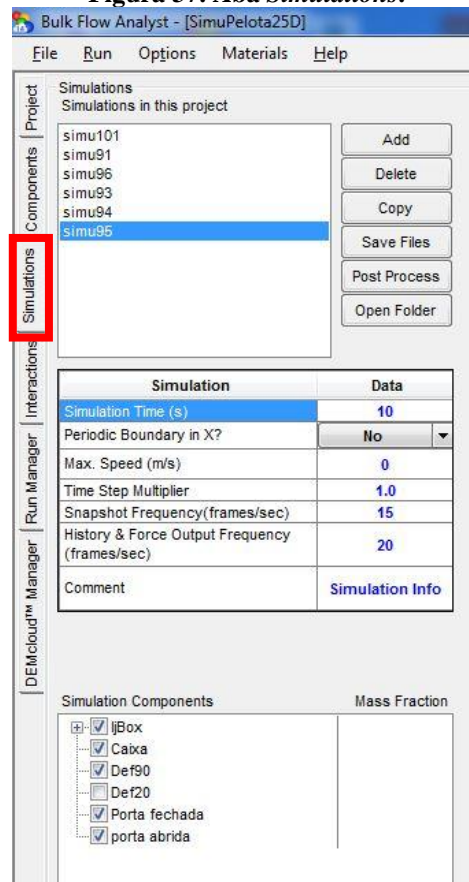 Figura 37. Aba Simulations.
Bulk Flow Analyst - [SimuPelota25D]
File Run Options Materials Help
Project
Components
Simulations
Interactions
Run Manager
DEMcloud™ Manager
Simulations
Simulations in this project
simu101
simu91
simu96
simu93
simu94
simu95
Add
Delete
Copy
Save Files
Post Process
Open Folder
Simulation Data
Simulation Time (s) 10
Periodic Boundary in X? No
Max. Speed (m/s) 0
Time Step Multiplier 1.0
Snapshot Frequency(frames/sec) 15
History & Force Output Frequency
(frames/sec) 20
Comment Simulation Info
Simulation Components Mass Fraction
IjBox
Caixa
Def90
Def20
Porta fechada
porta abrida